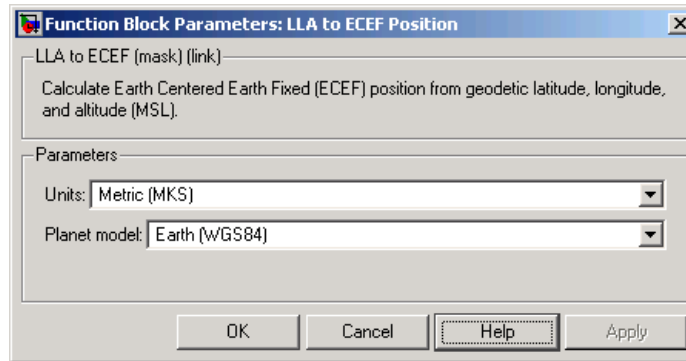 Function Block Parameters: LLA to ECEF Position
LLA to ECEF (mask) (link)
Calculate Earth Centered Earth Fixed (ECEF) position from geodetic latitude, longitude,
and altitude (MSL).
Parameters
Units: Metric (MKS)
Planet model: Earth (WGS84)
OK Cancel Help Apply